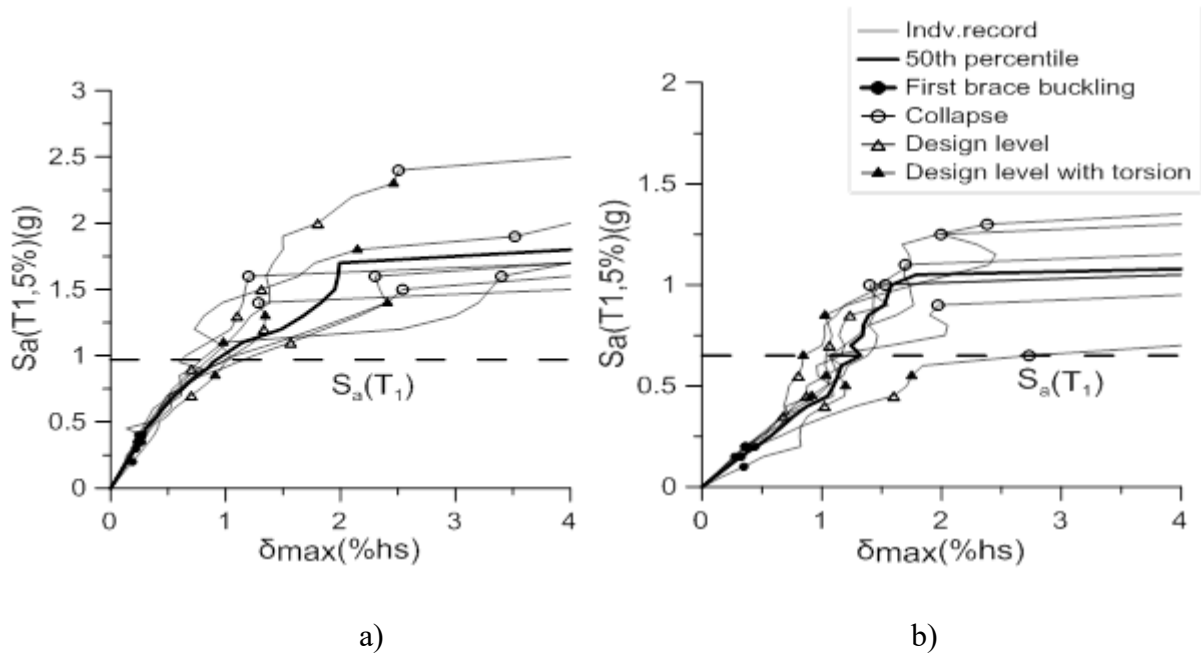 Indv.record
50th percentile
First brace buckling
Collapse
Design level
Design level with torsion
3
2.5
2
1.5
1
0.5
0
Sa(T1,5%)(g)
Sₐ(T₁)
0 1 2 3 4
δmax(%hs)
2
1.5
1
0.5
0
Sa(T1,5%)(g)
Sₐ(T₁)
0 1 2 3 4
δmax(%hs)
a) b)